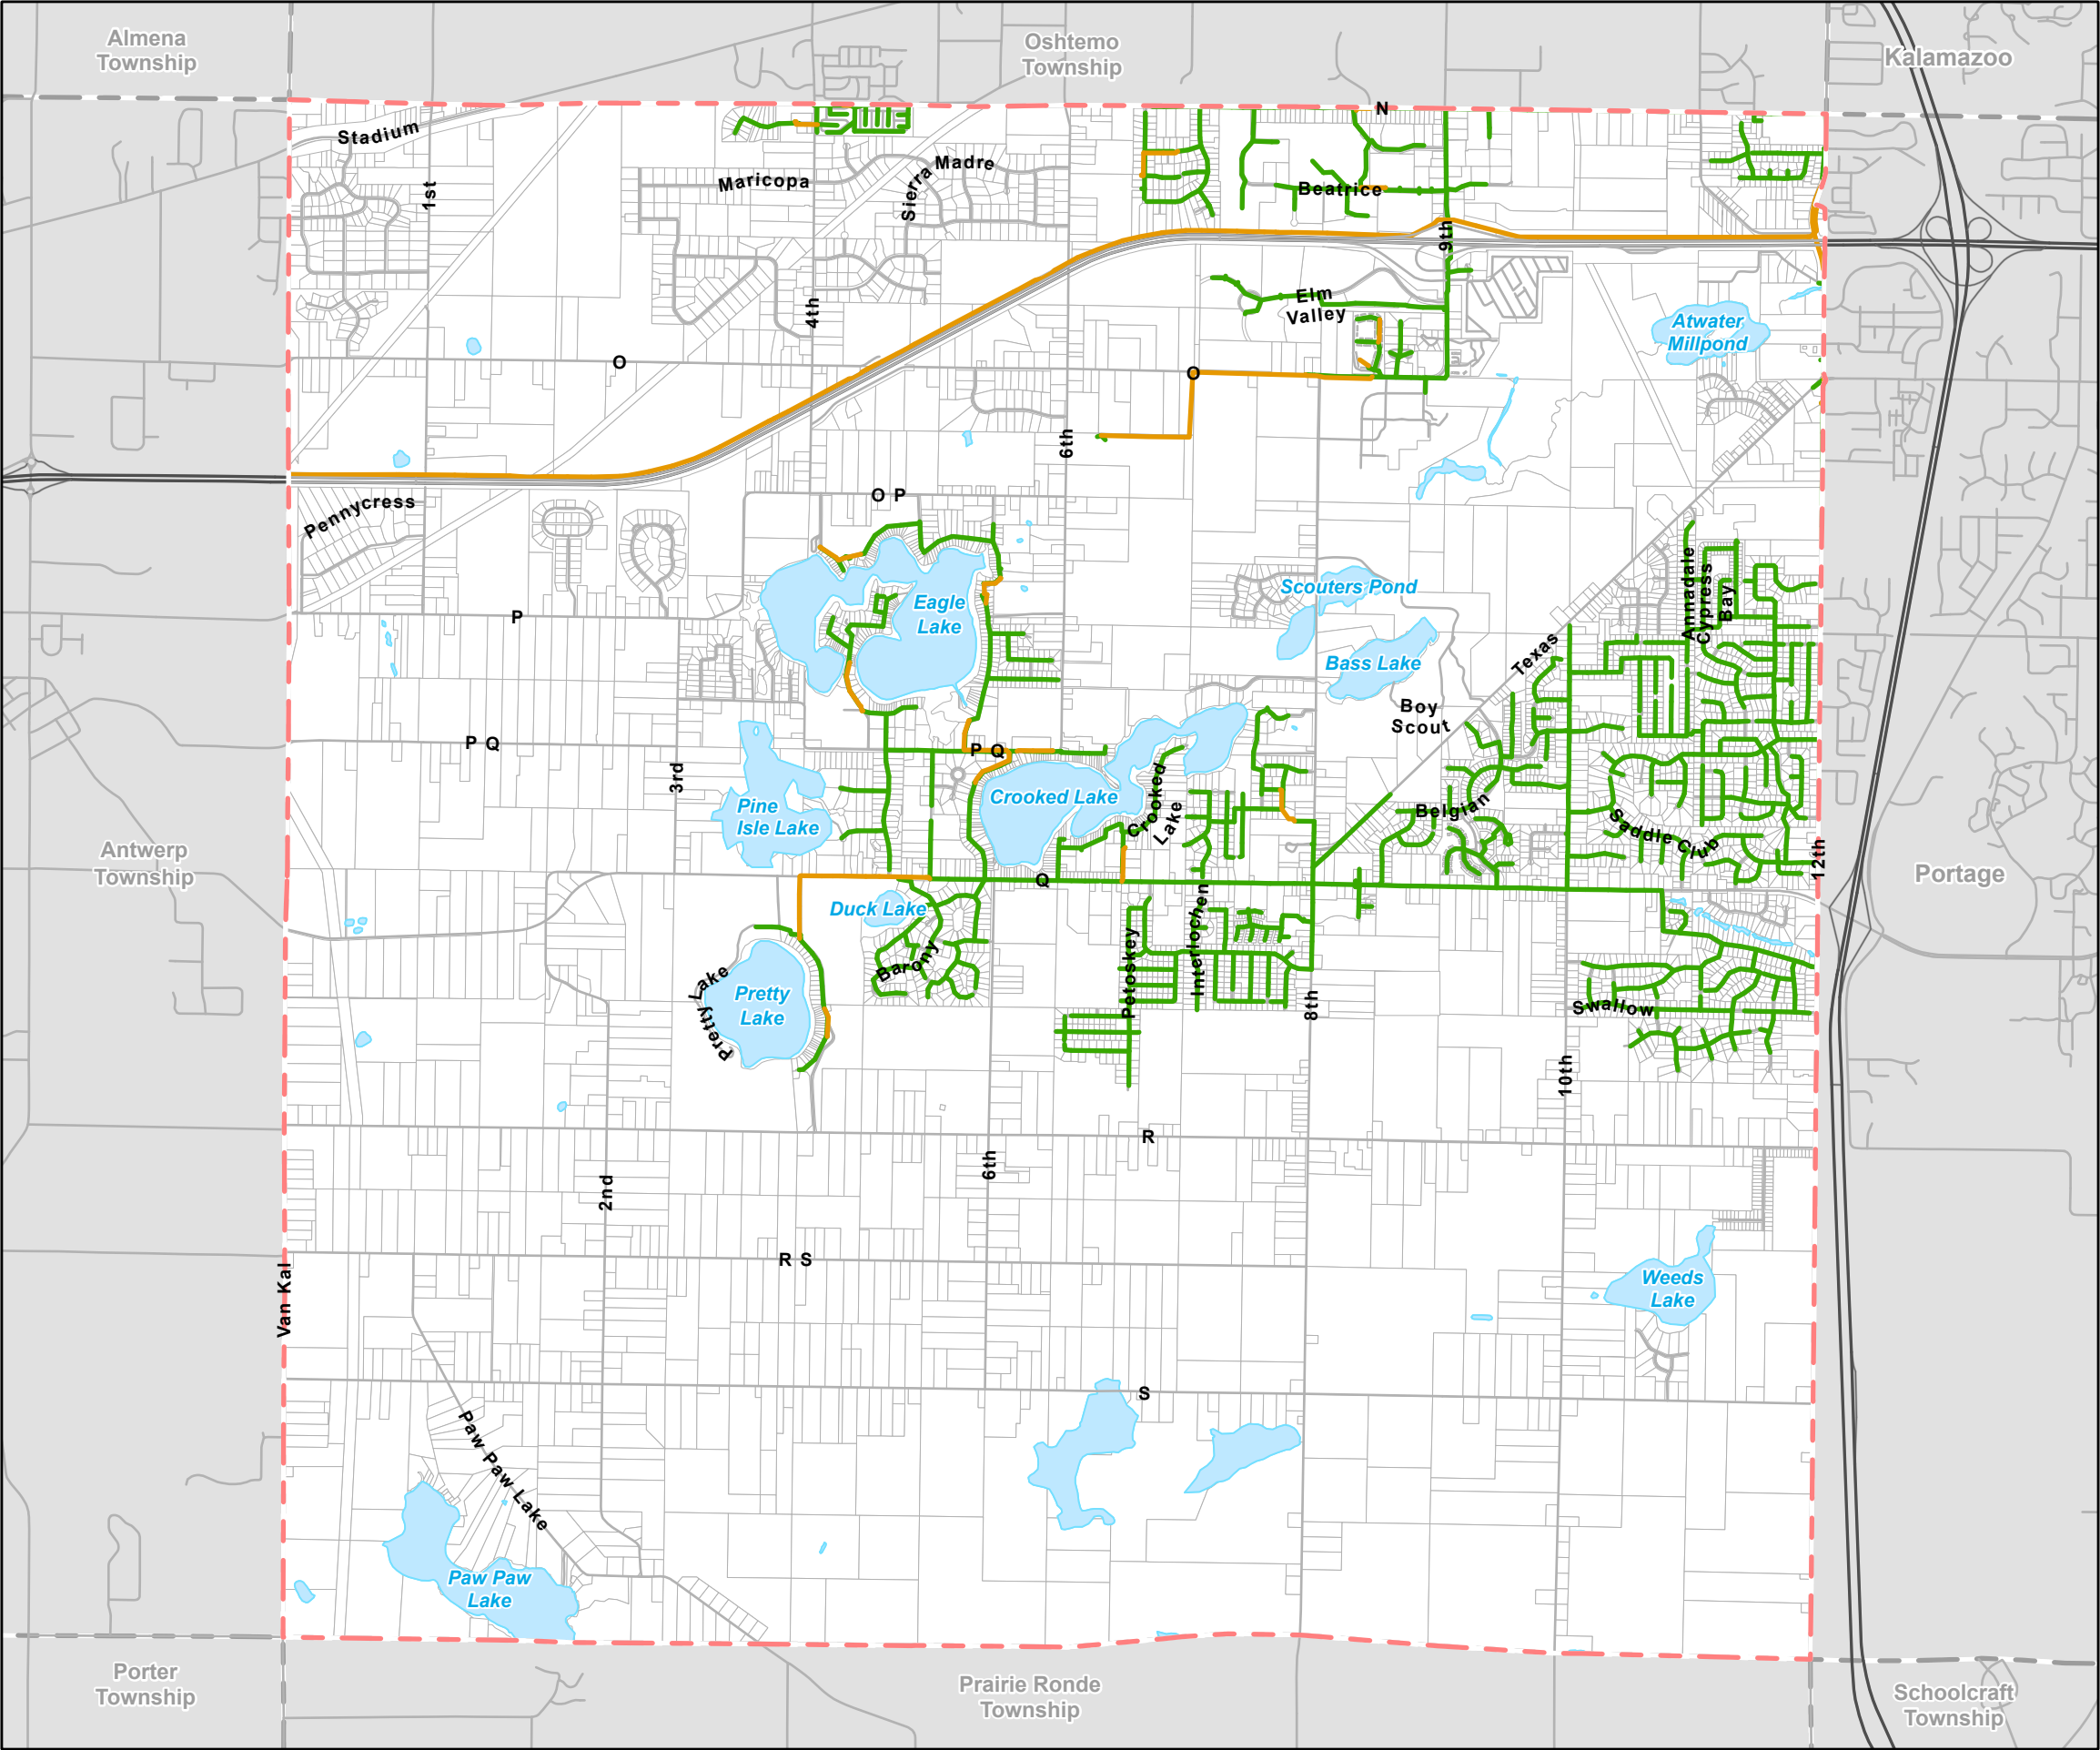 Almena
Township
Oshtemo
Township
Kalamazoo
N
Stadium
Madre
Maricopa
Sierra
1st
Beatrice
9th
Elm
Valley
4th
Atwater
Millpond
O
O
6th
Pennycress
O P
Scouters Pond
Annadale
Cypress
Bay
Eagle
Lake
P
Texas
Bass Lake
Boy
Scout
P Q
P Q
3rd
Crooked Lake
Crooked
Lake
Pine
Isle Lake
Belgian
Saddle Club
12th
Antwerp
Township
Portage
Q
Duck Lake
Interlochen
Petoskey
Barony
Pretty Lake
Pretty
Lake
Pretty
8th
Swallow
10th
R
6th
2nd
R S
Van Kal
Weeds
Lake
S
Paw Paw Lake
Paw Paw
Lake
Porter
Township
Prairie Ronde
Township
Schoolcraft
Township